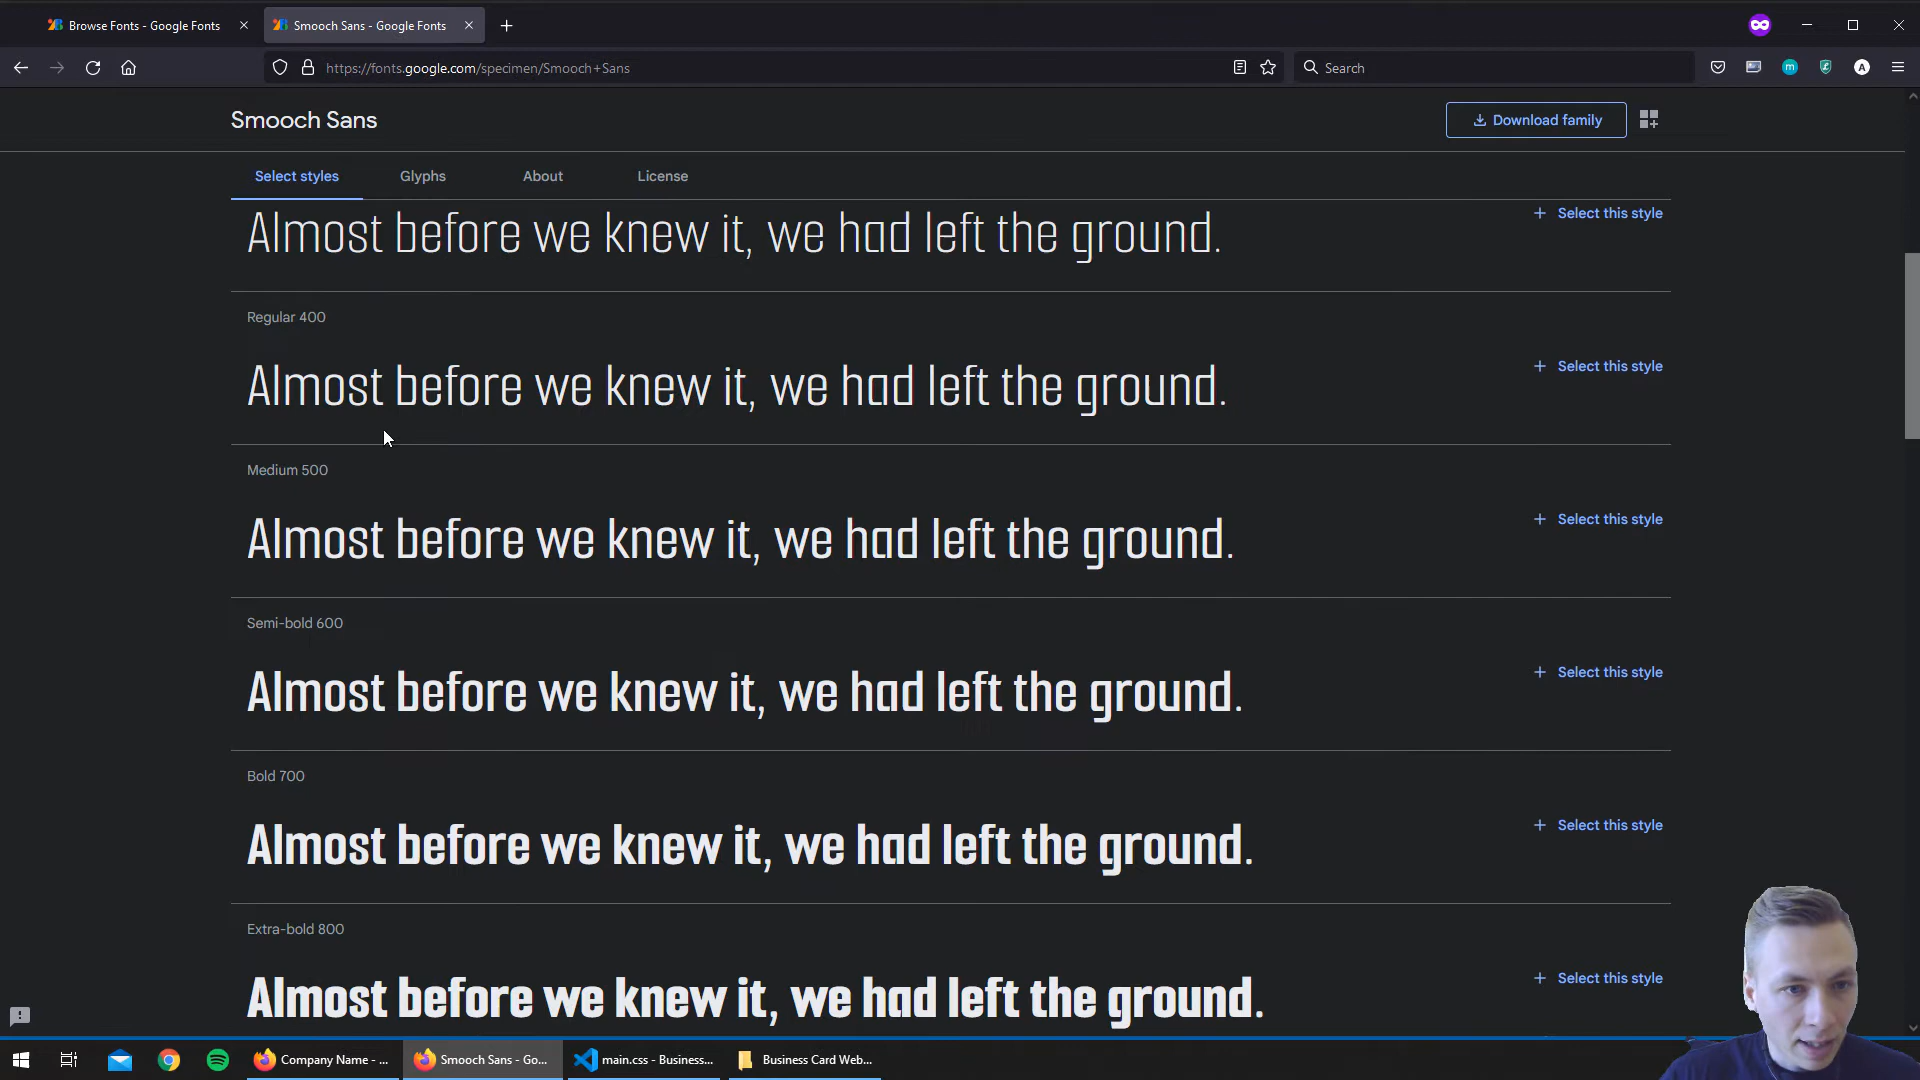 Browse Fonts - Google Fonts
Smooch Sans - Google Fonts
https://fonts.google.com/specimen/Smooch+Sans
Search
m
A
Smooch Sans
Download family
Select styles
Glyphs
About
License
Almost before we knew it, we had left the ground.
+ Select this style
Regular 400
Almost before we knew it, we had left the ground.
+ Select this style
Medium 500
Almost before we knew it, we had left the ground.
+ Select this style
Semi-bold 600
Almost before we knew it, we had left the ground.
+ Select this style
Bold 700
Almost before we knew it, we had left the ground.
+ Select this style
Extra-bold 800
Almost before we knew it, we had left the ground.
+ Select this style
Company Name - ...
Smooch Sans - Go...
main.css - Business...
Business Card Web...